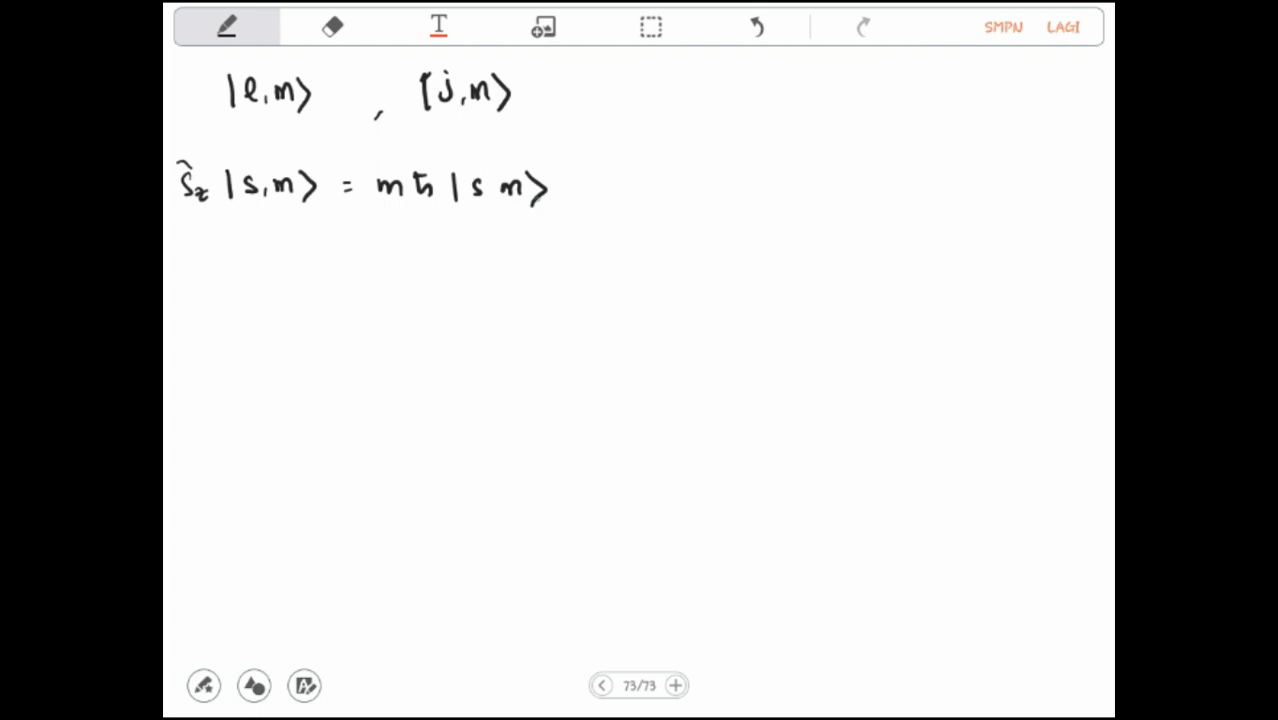 T SMPN LAGI
|ℓ,m⟩ , |j,m⟩
Ŝz |s,m⟩ = mħ |s m⟩
73/73